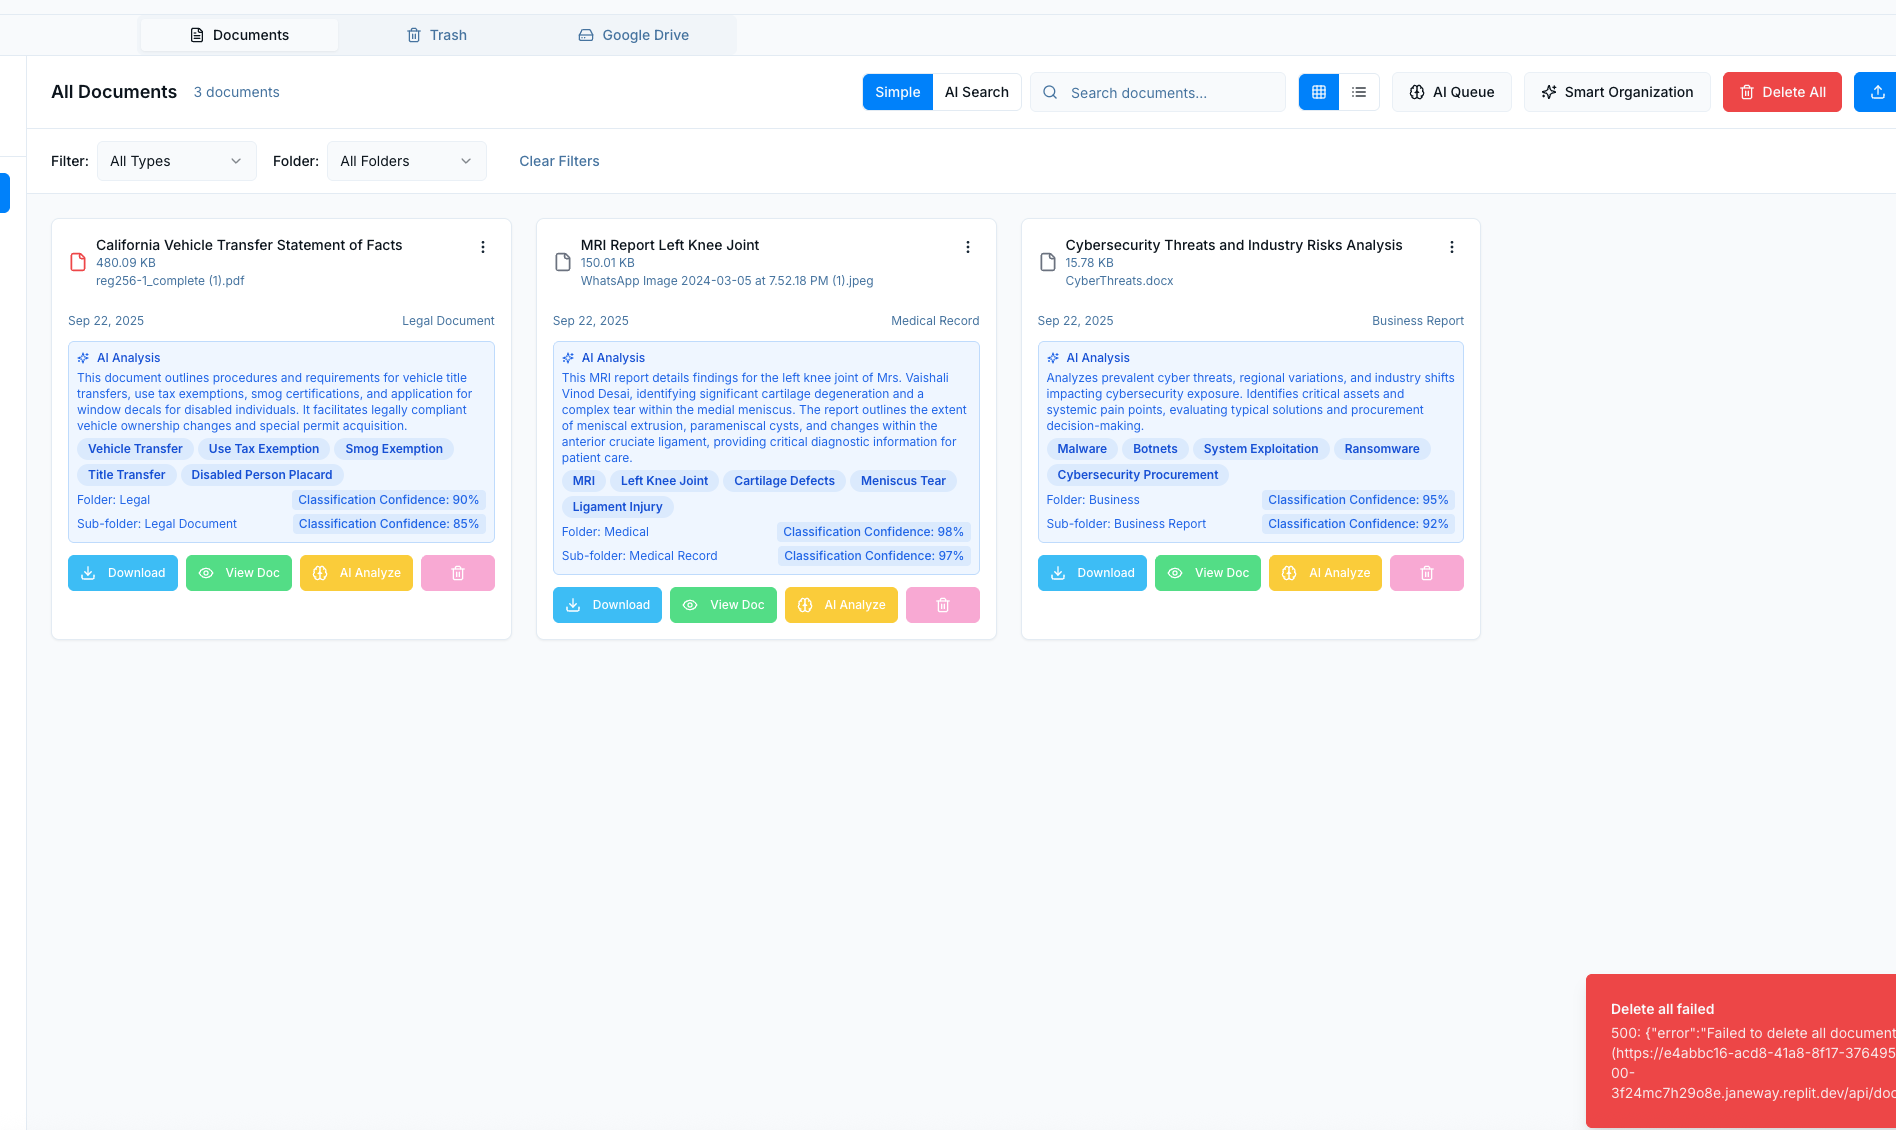 Documents
Trash
Google Drive
All Documents
3 documents
Simple
AI Search
Search documents...
AI Queue
Smart Organization
Delete All
Filter:
All Types
Folder:
All Folders
Clear Filters
California Vehicle Transfer Statement of Facts
480.09 KB
reg256-1_complete (1).pdf
Sep 22, 2025
Legal Document
AI Analysis
This document outlines procedures and requirements for vehicle title
transfers, use tax exemptions, smog certifications, and application for
window decals for disabled individuals. It facilitates legally compliant
vehicle ownership changes and special permit acquisition.
Vehicle Transfer
Use Tax Exemption
Smog Exemption
Title Transfer
Disabled Person Placard
Folder: Legal
Classification Confidence: 90%
Sub-folder: Legal Document
Classification Confidence: 85%
Download
View Doc
AI Analyze
MRI Report Left Knee Joint
150.01 KB
WhatsApp Image 2024-03-05 at 7.52.18 PM (1).jpeg
Sep 22, 2025
Medical Record
AI Analysis
This MRI report details findings for the left knee joint of Mrs. Vaishali
Vinod Desai, identifying significant cartilage degeneration and a
complex tear within the medial meniscus. The report outlines the extent
of meniscal extrusion, parameniscal cysts, and changes within the
anterior cruciate ligament, providing critical diagnostic information for
patient care.
MRI
Left Knee Joint
Cartilage Defects
Meniscus Tear
Ligament Injury
Folder: Medical
Classification Confidence: 98%
Sub-folder: Medical Record
Classification Confidence: 97%
Download
View Doc
AI Analyze
Cybersecurity Threats and Industry Risks Analysis
15.78 KB
CyberThreats.docx
Sep 22, 2025
Business Report
AI Analysis
Analyzes prevalent cyber threats, regional variations, and industry shifts
impacting cybersecurity exposure. Identifies critical assets and
systemic pain points, evaluating typical solutions and procurement
decision-making.
Malware
Botnets
System Exploitation
Ransomware
Cybersecurity Procurement
Folder: Business
Classification Confidence: 95%
Sub-folder: Business Report
Classification Confidence: 92%
Download
View Doc
AI Analyze
Delete all failed
500: {"error":"Failed to delete all document
(https://e4abbc16-acd8-41a8-8f17-376495
00-
3f24mc7h29o8e.janeway.replit.dev/api/doc